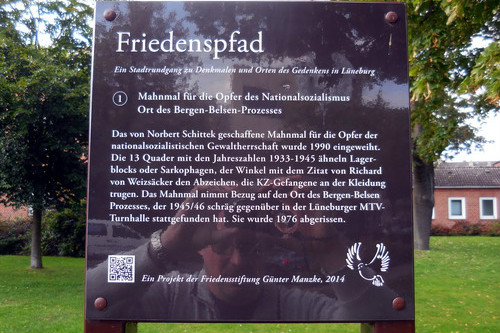 Friedenspfad
Ein Stadtrundgang zu Denkmalen und Orten des Gedenkens in Lüneburg
1 Mahnmal für die Opfer des Nationalsozialismus
Ort des Bergen-Belsen-Prozesses
Das von Norbert Schittek geschaffene Mahnmal für die Opfer der
nationalsozialistischen Gewaltherrschaft wurde 1990 eingeweiht.
Die 13 Quader mit den Jahreszahlen 1933-1945 ähneln Lager-
blocks oder Sarkophagen, der Winkel mit dem Zitat von Richard
von Weizsäcker den Abzeichen, die KZ-Gefangene an der Kleidung
trugen. Das Mahnmal nimmt Bezug auf den Ort des Bergen-Belsen
Prozesses, der 1945/46 schräg gegenüber in der Lüneburger MTV-
Turnhalle stattgefunden hat. Sie wurde 1976 abgerissen.
Ein Projekt der Friedensstiftung Günter Manzke, 2014